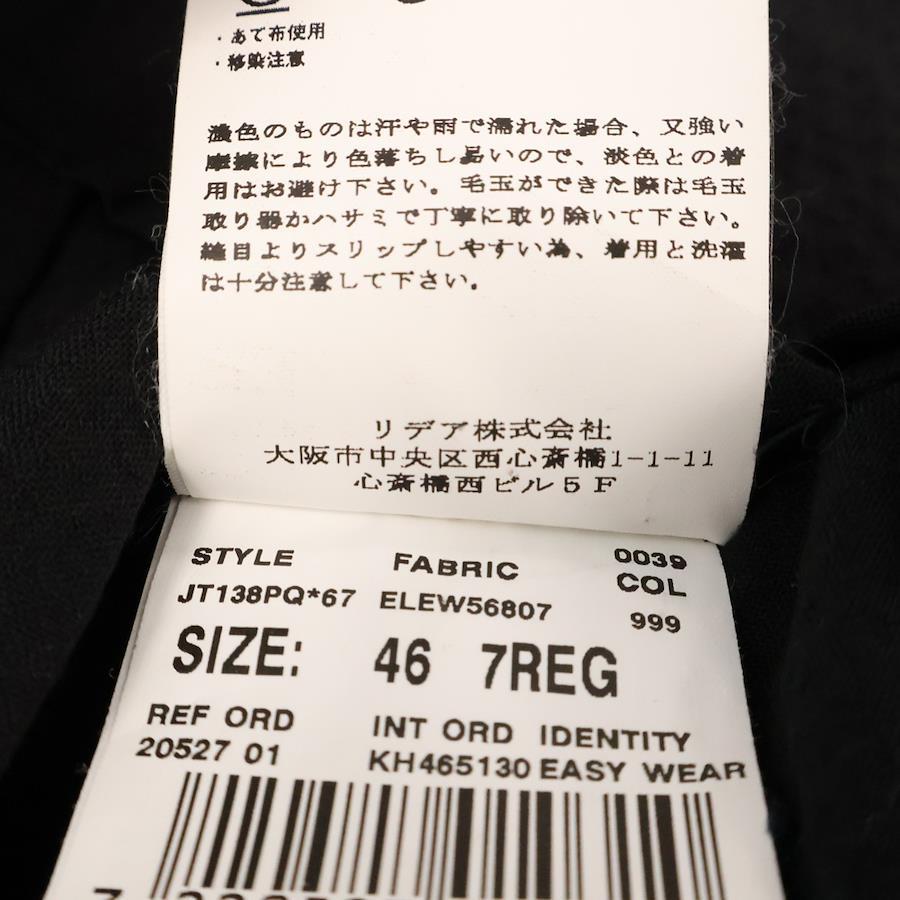 ・あて布使用
・移染注意
濃色のものは汗や雨で濡れた場合、又強い
摩擦により色落ちし易いので、淡色との着
用はお避け下さい。毛玉ができた際は毛玉
取り器かハサミで丁寧に取り除いて下さい。
縫目よりスリップしやすい為、着用と洗濯
は十分注意して下さい。
リデア株式会社
大阪市中央区西心斎橋1-1-11
心斎橋西ビル5F
STYLE FABRIC 0039
COL
JT138PQ*67 ELEW56807 999
SIZE: 46 7REG
REF ORD INT ORD IDENTITY
20527 01 KH465130 EASY WEAR